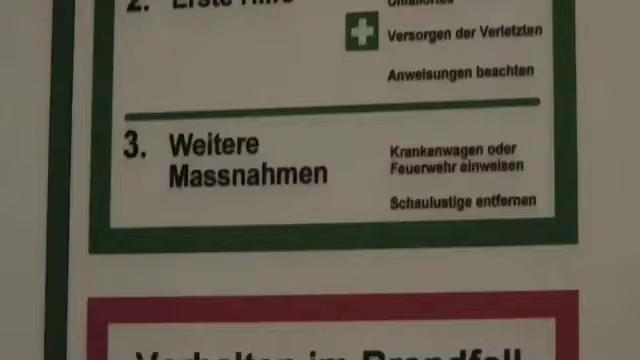 2. Erste Hilfe
Unfallortes
Versorgen der Verletzten
Anweisungen beachten
3. Weitere
Massnahmen
Krankenwagen oder
Feuerwehr einweisen
Schaulustige entfernen
Verhalten im Brandfall